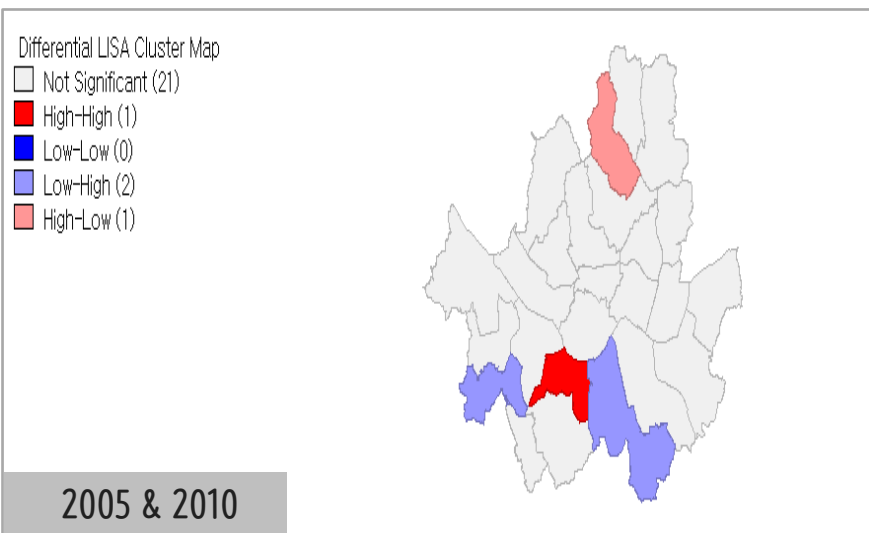 Differential LISA Cluster Map
Not Significant (21)
High-High (1)
Low-Low (0)
Low-High (2)
High-Low (1)
2005 & 2010